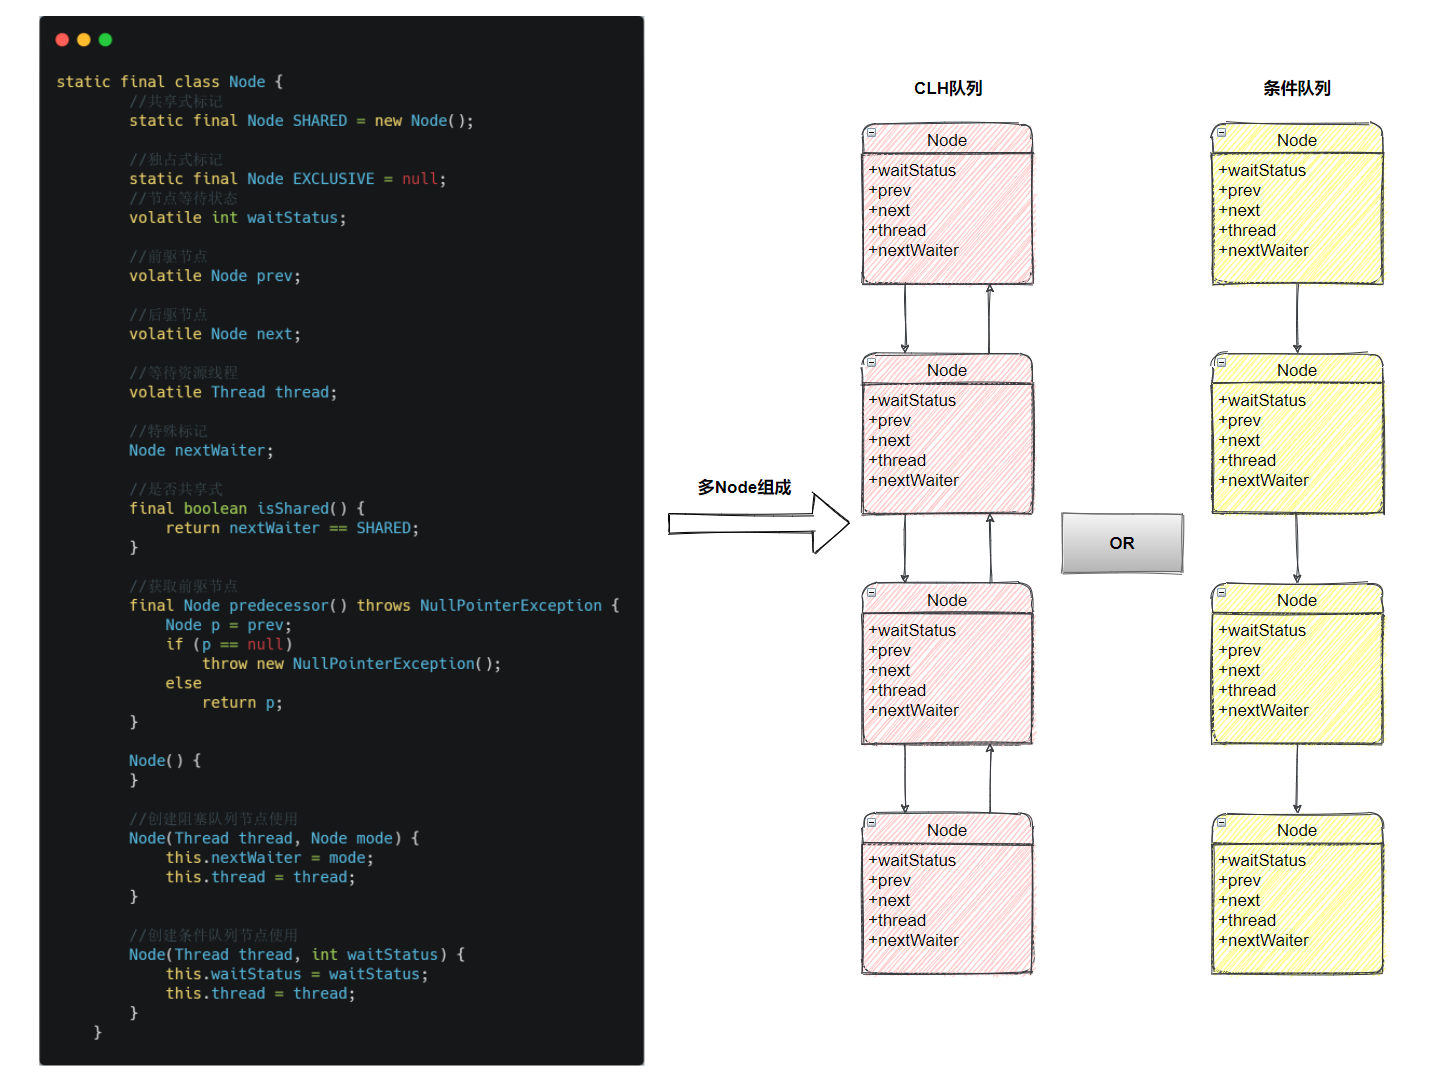 static final class Node {
//共享式标记
static final Node SHARED = new Node();
//独占式标记
static final Node EXCLUSIVE = null;
//节点等待状态
volatile int waitStatus;
//前驱节点
volatile Node prev;
//后驱节点
volatile Node next;
//等待资源线程
volatile Thread thread;
//特殊标记
Node nextWaiter;
//是否共享式
final boolean isShared() {
return nextWaiter == SHARED;
}
//获取前驱节点
final Node predecessor() throws NullPointerException {
Node p = prev;
if (p == null)
throw new NullPointerException();
else
return p;
}
Node() {
}
//创建阻塞队列节点使用
Node(Thread thread, Node mode) {
this.nextWaiter = mode;
this.thread = thread;
}
//创建条件队列节点使用
Node(Thread thread, int waitStatus) {
this.waitStatus = waitStatus;
this.thread = thread;
}
}
多Node组成
CLH队列
Node
+waitStatus
+prev
+next
+thread
+nextWaiter
Node
+waitStatus
+prev
+next
+thread
+nextWaiter
Node
+waitStatus
+prev
+next
+thread
+nextWaiter
Node
+waitStatus
+prev
+next
+thread
+nextWaiter
OR
条件队列
Node
+waitStatus
+prev
+next
+thread
+nextWaiter
Node
+waitStatus
+prev
+next
+thread
+nextWaiter
Node
+waitStatus
+prev
+next
+thread
+nextWaiter
Node
+waitStatus
+prev
+next
+thread
+nextWaiter